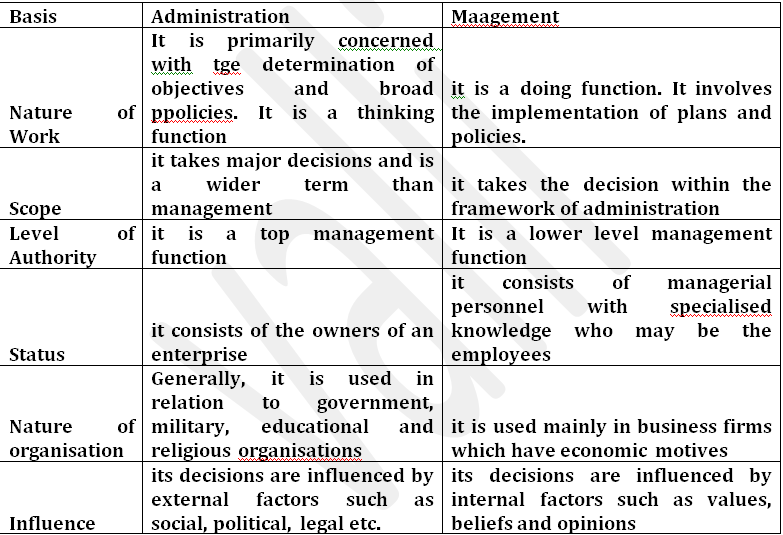 Basis Administration Maagement
It is primarily concerned
with tge determination of
objectives and broad
Nature of ppolicies. It is a thinking
Work function
it is a doing function. It involves
the implementation of plans and
policies.
it takes major decisions and is
a wider term than
Scope management
it takes the decision within the
framework of administration
Level of it is a top management
Authority function
It is a lower level management
function
Status it consists of the owners of an
enterprise
it consists of managerial
personnel with specialised
knowledge who may be the
employees
Generally, it is used in
relation to government,
Nature of military, educational and
organisation religious organisations
it is used mainly in business firms
which have economic motives
its decisions are influenced by
external factors such as
Influence social, political, legal etc.
its decisions are influenced by
internal factors such as values,
beliefs and opinions